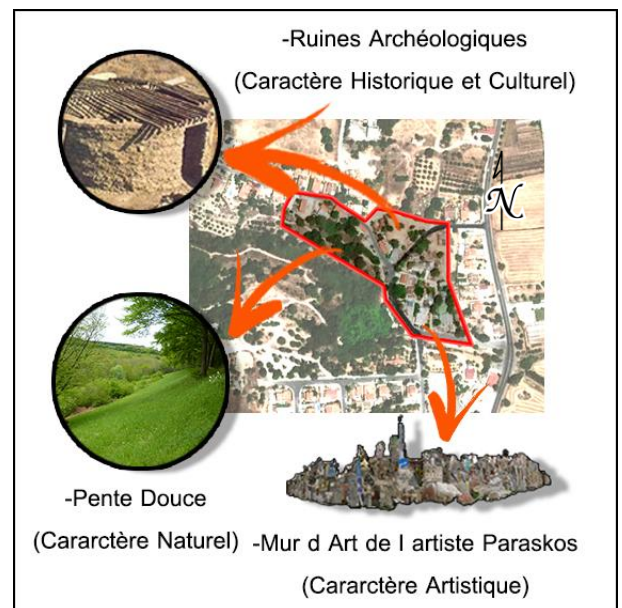 -Ruines Archéologiques
(Caractère Historique et Culturel)
N
-Pente Douce
(Cararctère Naturel)
-Mur d Art de l artiste Paraskos
(Cararctère Artistique)